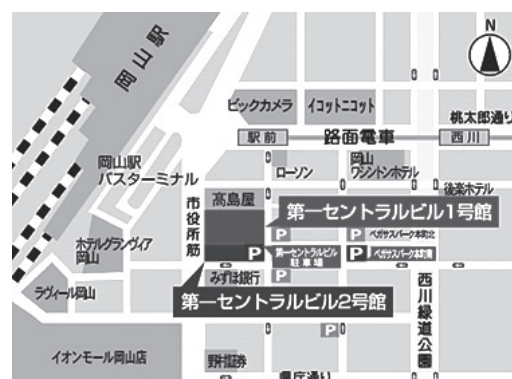 N
岡山駅
ビックカメラ
イコットニコット
桃太郎通り
駅前
路面電車
西川
岡山駅
バスターミナル
ローソン
岡山
ワシントンホテル
後楽ホテル
髙島屋
市役所筋
第一セントラルビル1号館
P
P
ペガサスパーク本町北
ホテルグランヴィア
岡山
P
第一セントラルビル
駐車場
P
ペガサスパーク本町南
みずほ銀行
P
ラヴィール岡山
第一セントラルビル2号館
西川緑道公園
P
イオンモール岡山店
野村証券
県庁通り